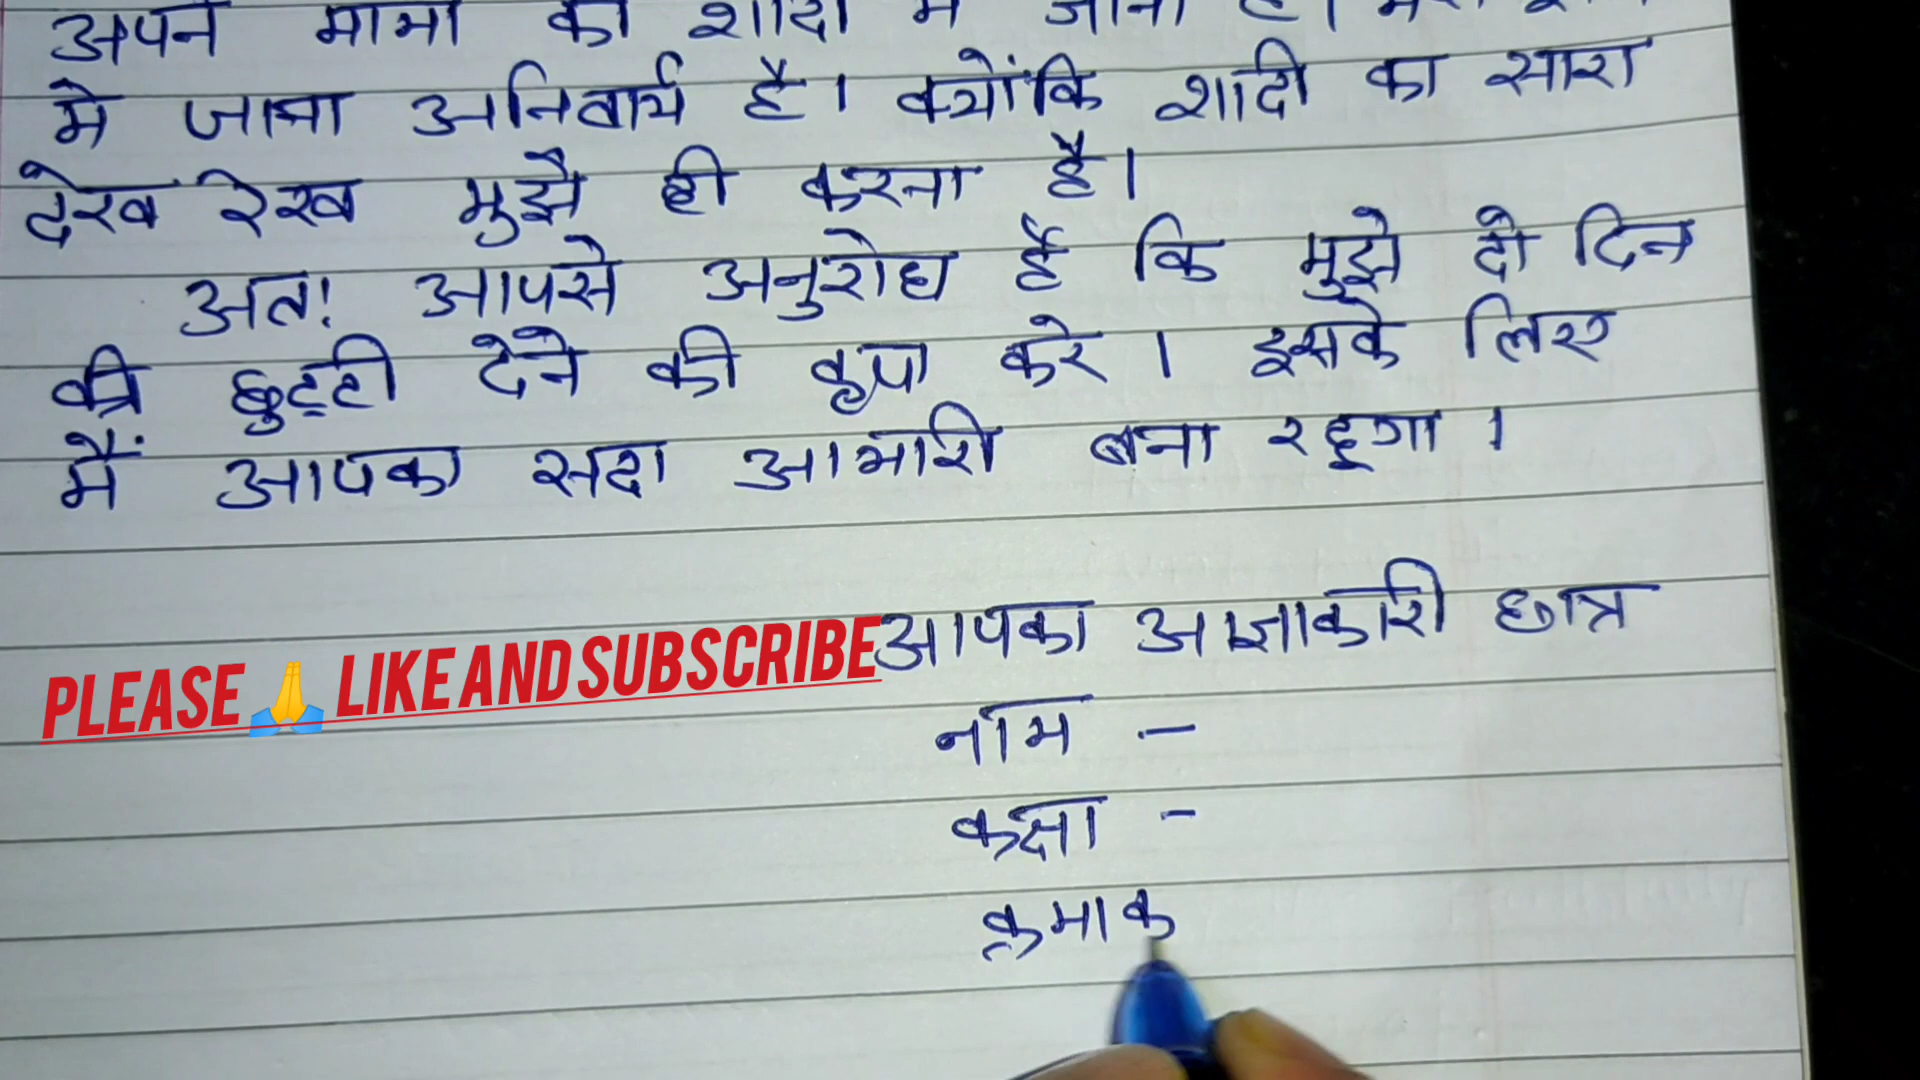 अपने मामा की शादी में जाना है। मेरा
मे जाना अनिवार्य है। क्योंकि शादी का सारा
देख रेख मुझे ही करना है।
अत! आपसे अनुरोध है कि मुझे दो दिन
की छुट्टी देने की कृपा करे। इसके लिए
मैं आपका सदा आभारी बना रहूगा।
आपका आज्ञाकारी छात्र
PLEASE 🙏 LIKE AND SUBSCRIBE
नाम -
कक्षा -
क्रमाक